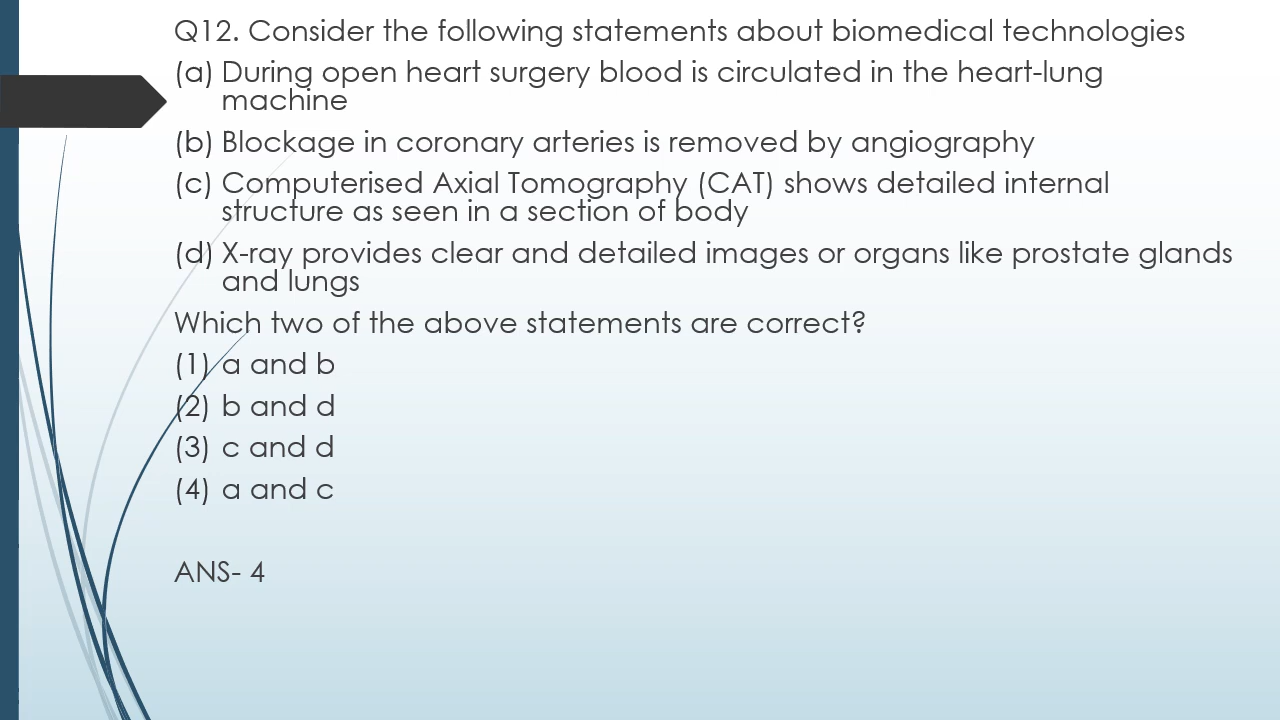 Q12. Consider the following statements about biomedical technologies
(a) During open heart surgery blood is circulated in the heart-lung
machine
(b) Blockage in coronary arteries is removed by angiography
(c) Computerised Axial Tomography (CAT) shows detailed internal
structure as seen in a section of body
(d) X-ray provides clear and detailed images or organs like prostate glands
and lungs
Which two of the above statements are correct?
(1) a and b
(2) b and d
(3) c and d
(4) a and c
ANS- 4